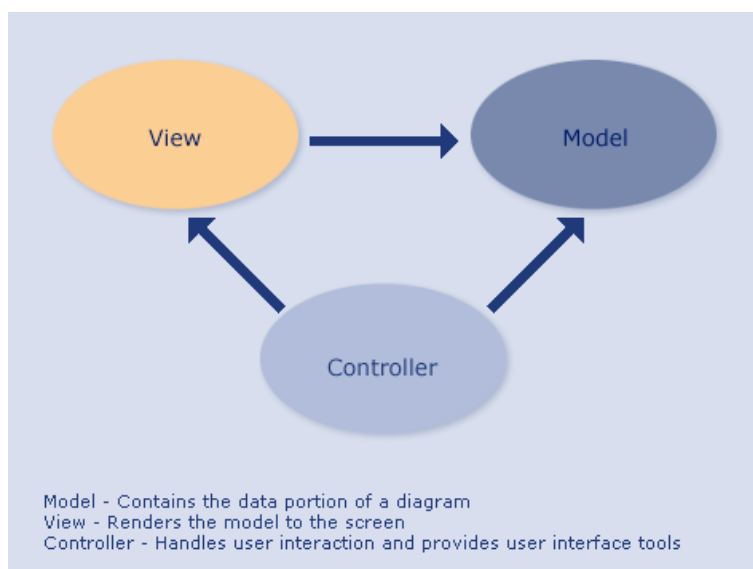 View
Model
Controller
Model - Contains the data portion of a diagram
View - Renders the model to the screen
Controller - Handles user interaction and provides user interface tools